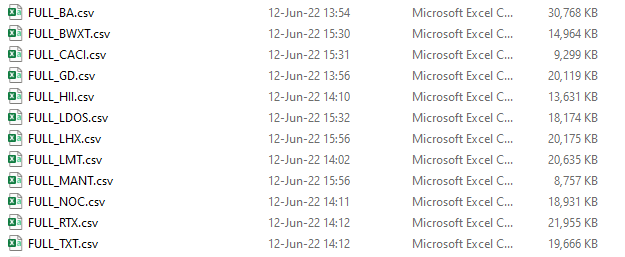 FULL_BA.csv 12-Jun-22 13:54 Microsoft Excel C... 30,768 KB
FULL_BWXT.csv 12-Jun-22 15:30 Microsoft Excel C... 14,964 KB
FULL_CACI.csv 12-Jun-22 15:31 Microsoft Excel C... 9,299 KB
FULL_GD.csv 12-Jun-22 13:56 Microsoft Excel C... 20,119 KB
FULL_HII.csv 12-Jun-22 14:10 Microsoft Excel C... 13,631 KB
FULL_LDOS.csv 12-Jun-22 15:32 Microsoft Excel C... 18,174 KB
FULL_LHX.csv 12-Jun-22 15:56 Microsoft Excel C... 20,175 KB
FULL_LMT.csv 12-Jun-22 14:02 Microsoft Excel C... 20,635 KB
FULL_MANT.csv 12-Jun-22 15:56 Microsoft Excel C... 8,757 KB
FULL_NOC.csv 12-Jun-22 14:11 Microsoft Excel C... 18,931 KB
FULL_RTX.csv 12-Jun-22 14:12 Microsoft Excel C... 21,955 KB
FULL_TXT.csv 12-Jun-22 14:12 Microsoft Excel C... 19,666 KB